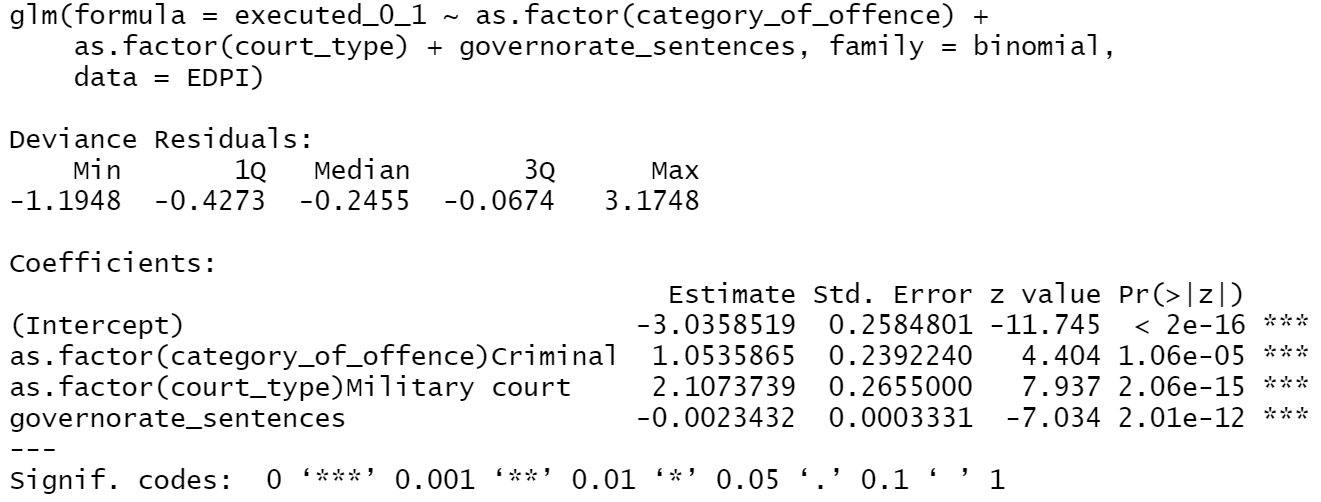 glm(formula = executed_0_1 ~ as.factor(category_of_offence) +
    as.factor(court_type) + governorate_sentences, family = binomial,
    data = EDPI)

Deviance Residuals:
    Min       1Q   Median       3Q      Max
-1.1948  -0.4273  -0.2455  -0.0674   3.1748

Coefficients:
                                       Estimate Std. Error z value Pr(>|z|)
(Intercept)                          -3.0358519  0.2584801 -11.745  < 2e-16 ***
as.factor(category_of_offence)Criminal  1.0535865  0.2392240   4.404 1.06e-05 ***
as.factor(court_type)Military court   2.1073739  0.2655000   7.937 2.06e-15 ***
governorate_sentences                -0.0023432  0.0003331  -7.034 2.01e-12 ***
---
Signif. codes:  0 ‘***’ 0.001 ‘**’ 0.01 ‘*’ 0.05 ‘.’ 0.1 ‘ ’ 1